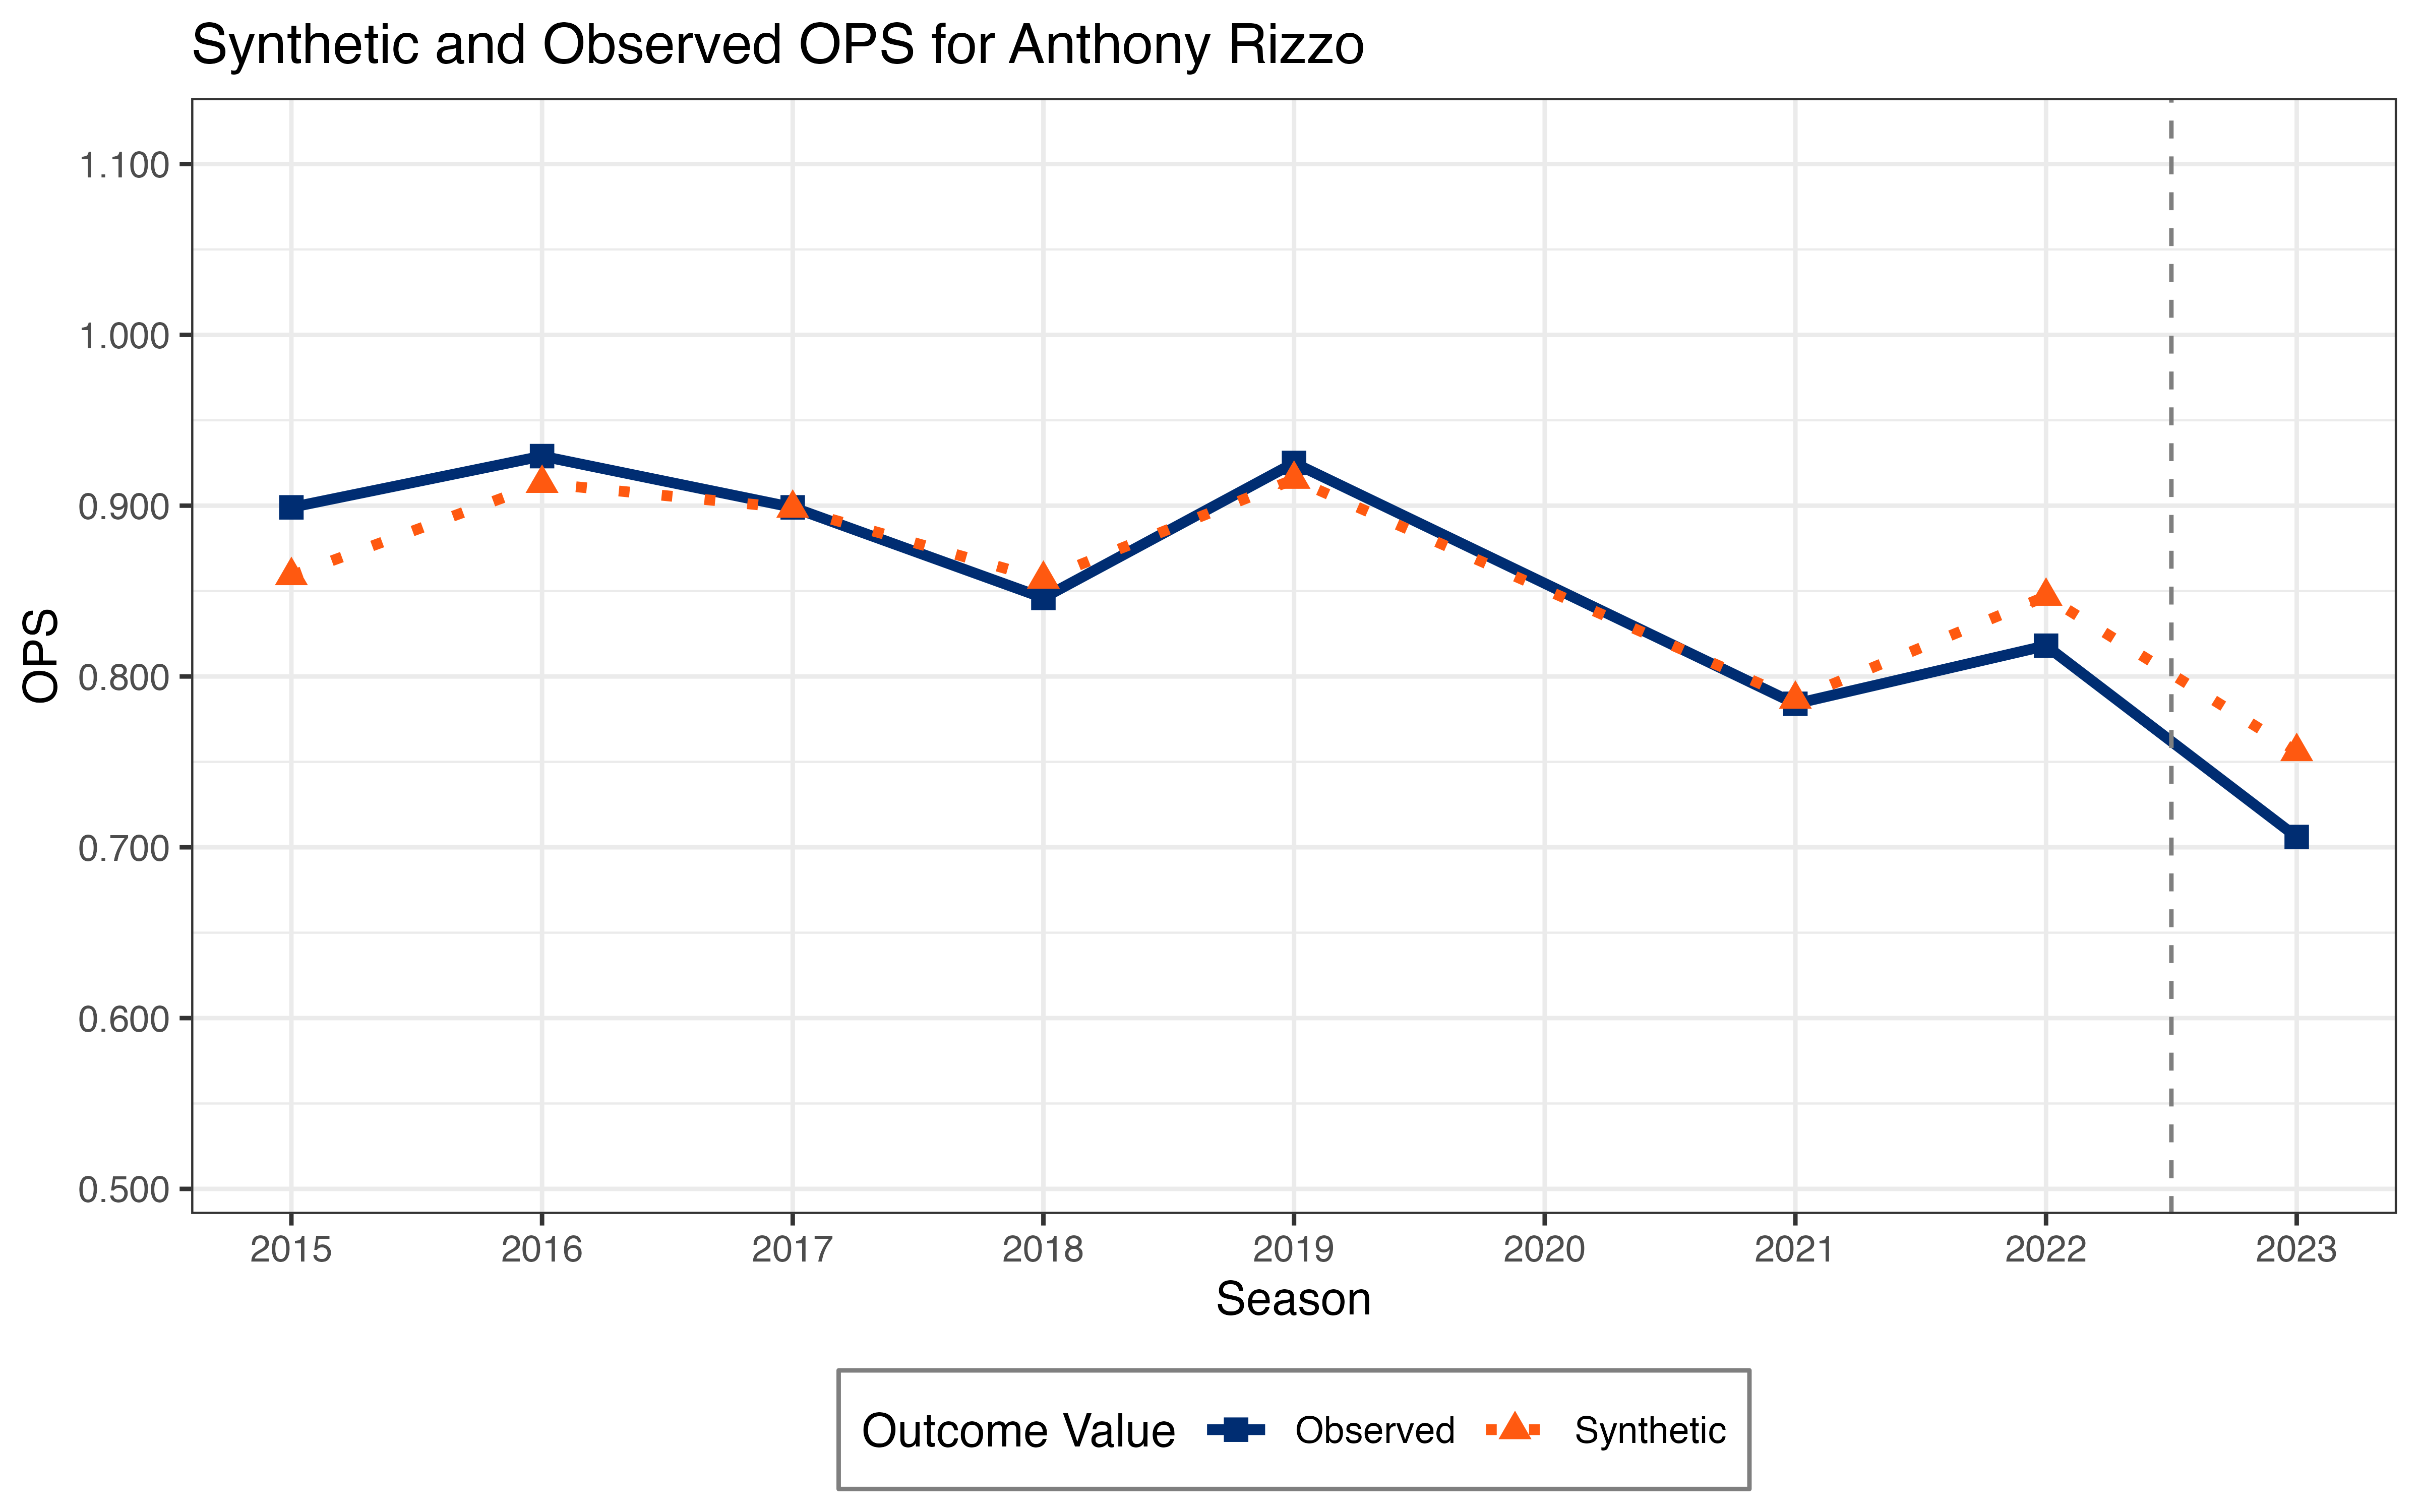 Synthetic and Observed OPS for Anthony Rizzo
OPS
1.100
1.000
0.900
0.800
0.700
0.600
0.500
2015 2016 2017 2018 2019 2020 2021 2022 2023
Season
Outcome Value Observed Synthetic